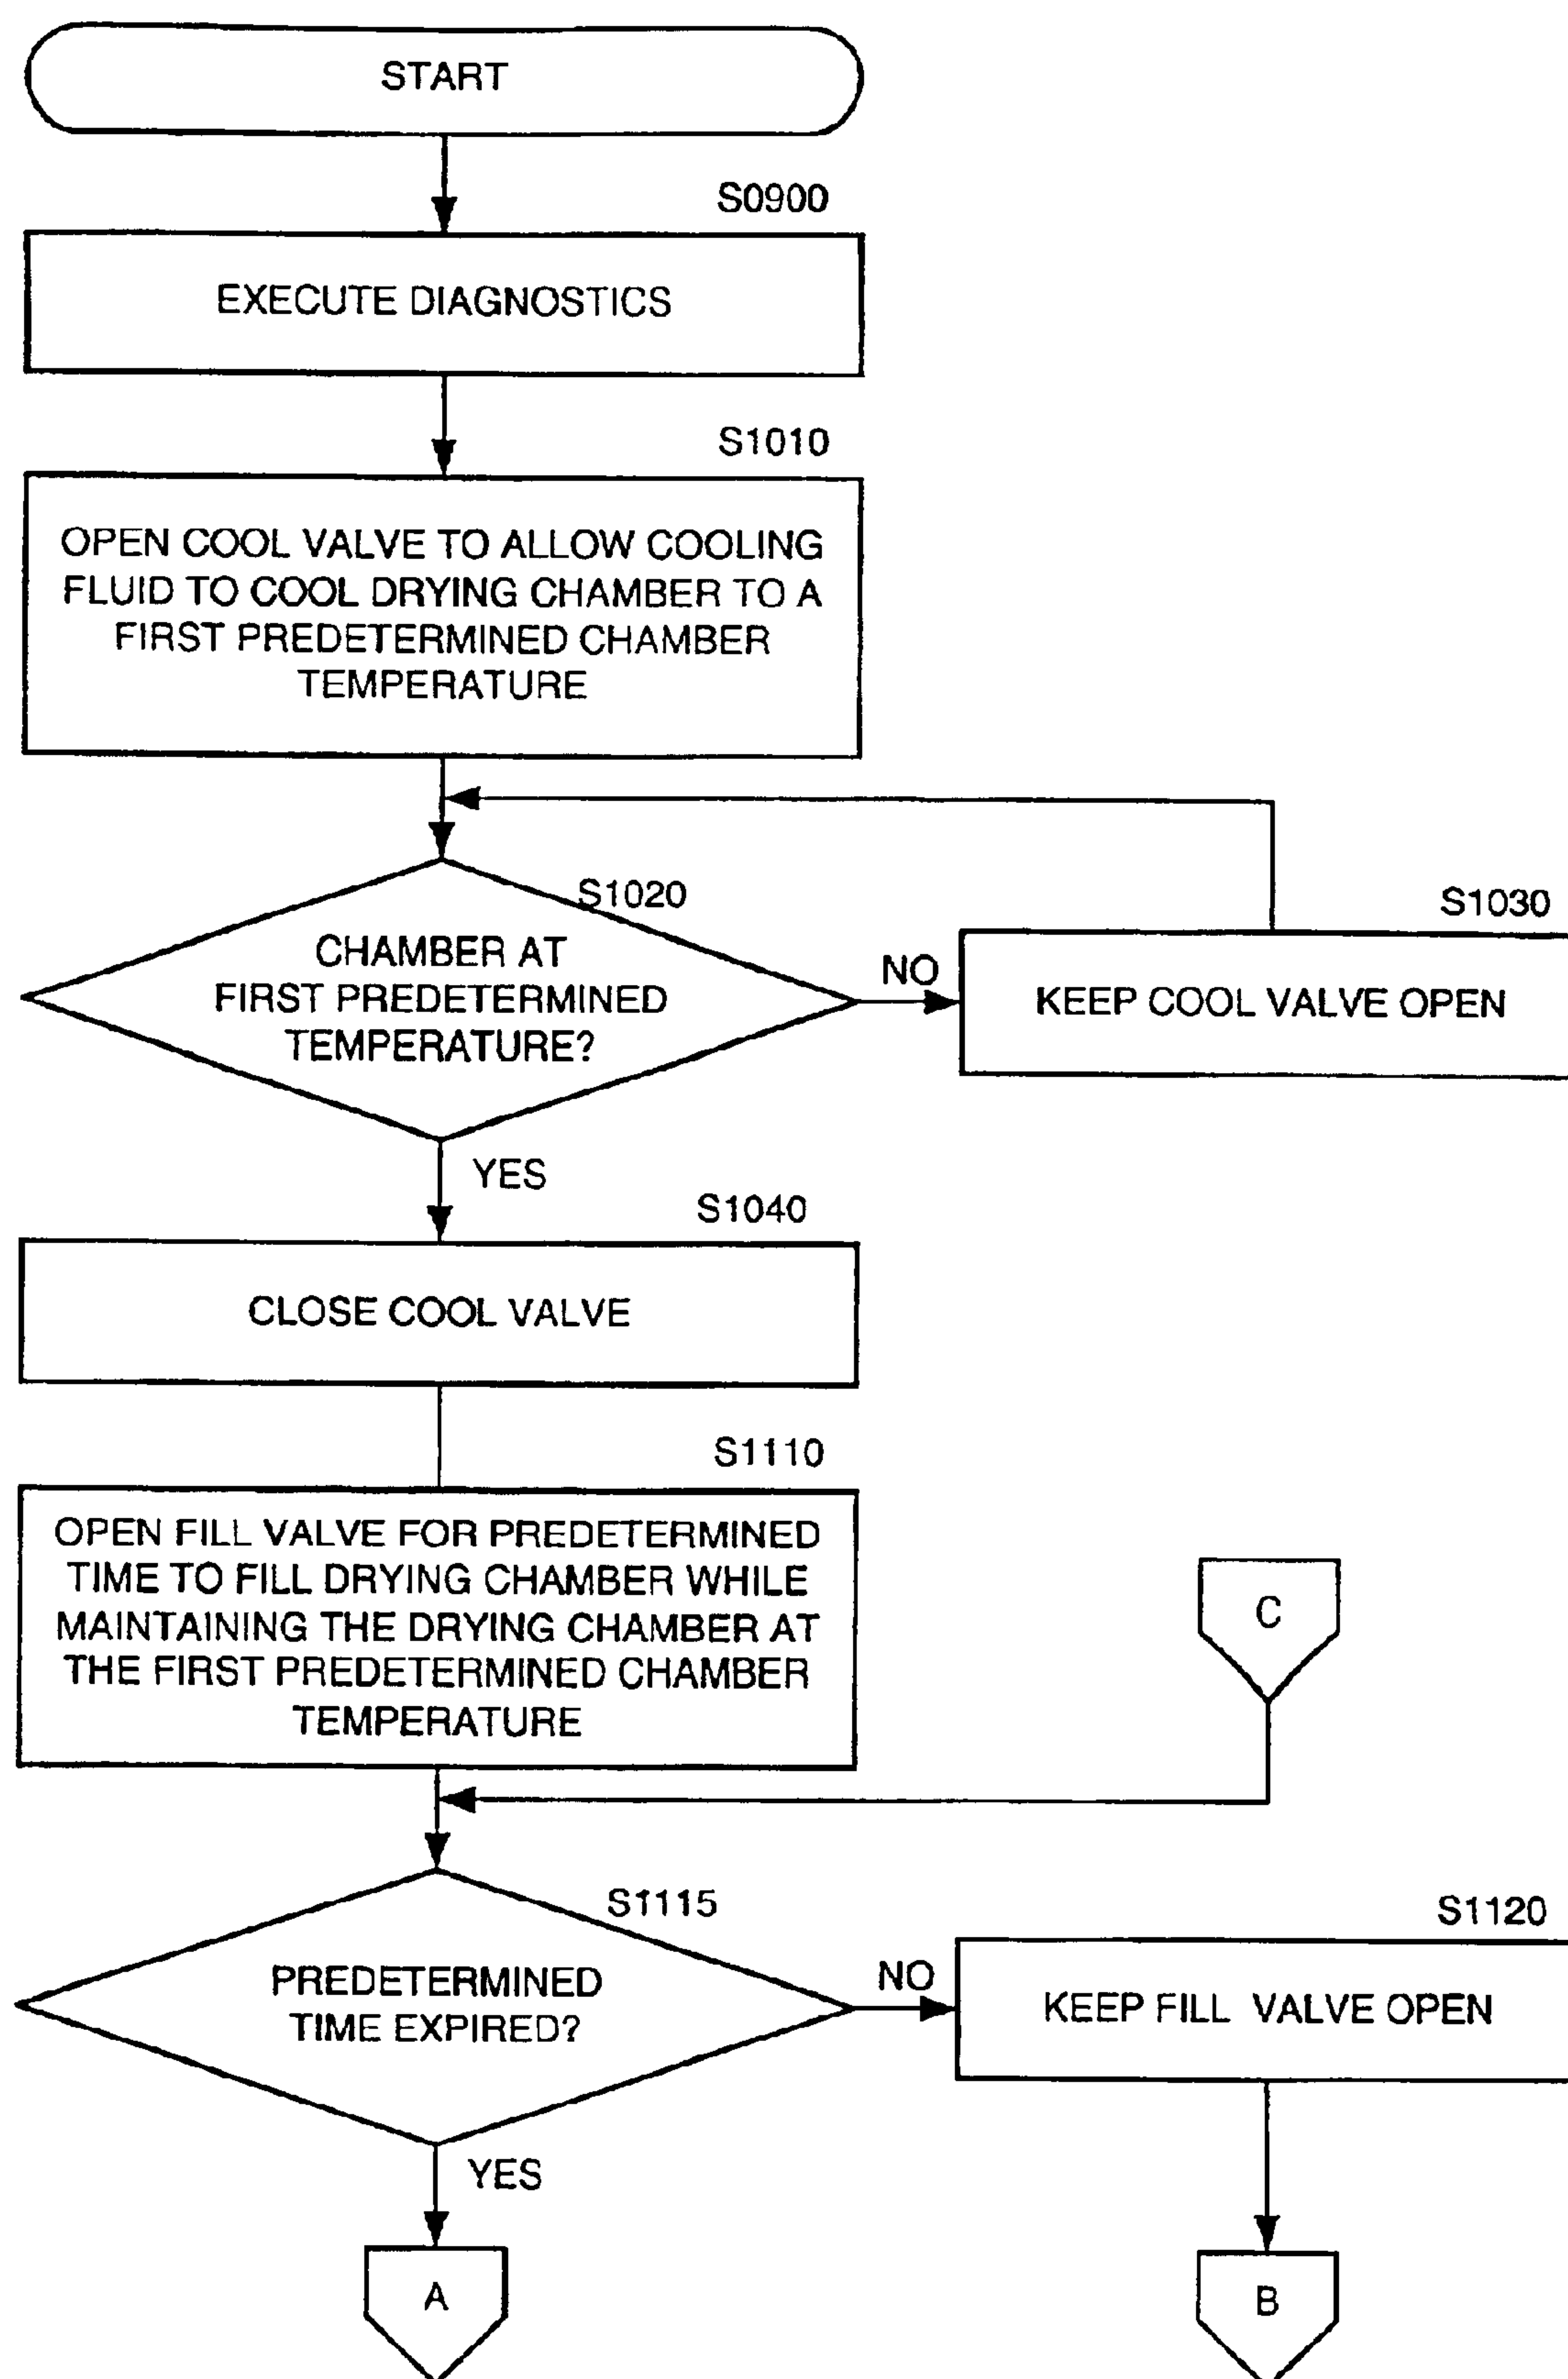 START
S0900
EXECUTE DIAGNOSTICS
S1010
OPEN COOL VALVE TO ALLOW COOLING
FLUID TO COOL DRYING CHAMBER TO A
FIRST PREDETERMINED CHAMBER
TEMPERATURE
S1020
CHAMBER AT
FIRST PREDETERMINED
TEMPERATURE?
NO
S1030
KEEP COOL VALVE OPEN
YES
S1040
CLOSE COOL VALVE
S1110
OPEN FILL VALVE FOR PREDETERMINED
TIME TO FILL DRYING CHAMBER WHILE
MAINTAINING THE DRYING CHAMBER AT
THE FIRST PREDETERMINED CHAMBER
TEMPERATURE
C
S1115
PREDETERMINED
TIME EXPIRED?
NO
S1120
KEEP FILL VALVE OPEN
YES
A
B